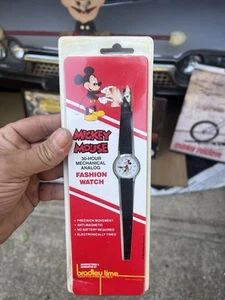 MICKEY
MOUSE
30-HOUR
MECHANICAL
ANALOG
FASHION
WATCH
• PRECISION MOVEMENT
• ANTI-MAGNETIC
• NO BATTERY REQUIRED
• ELECTRONICALLY TIMED
bradley time